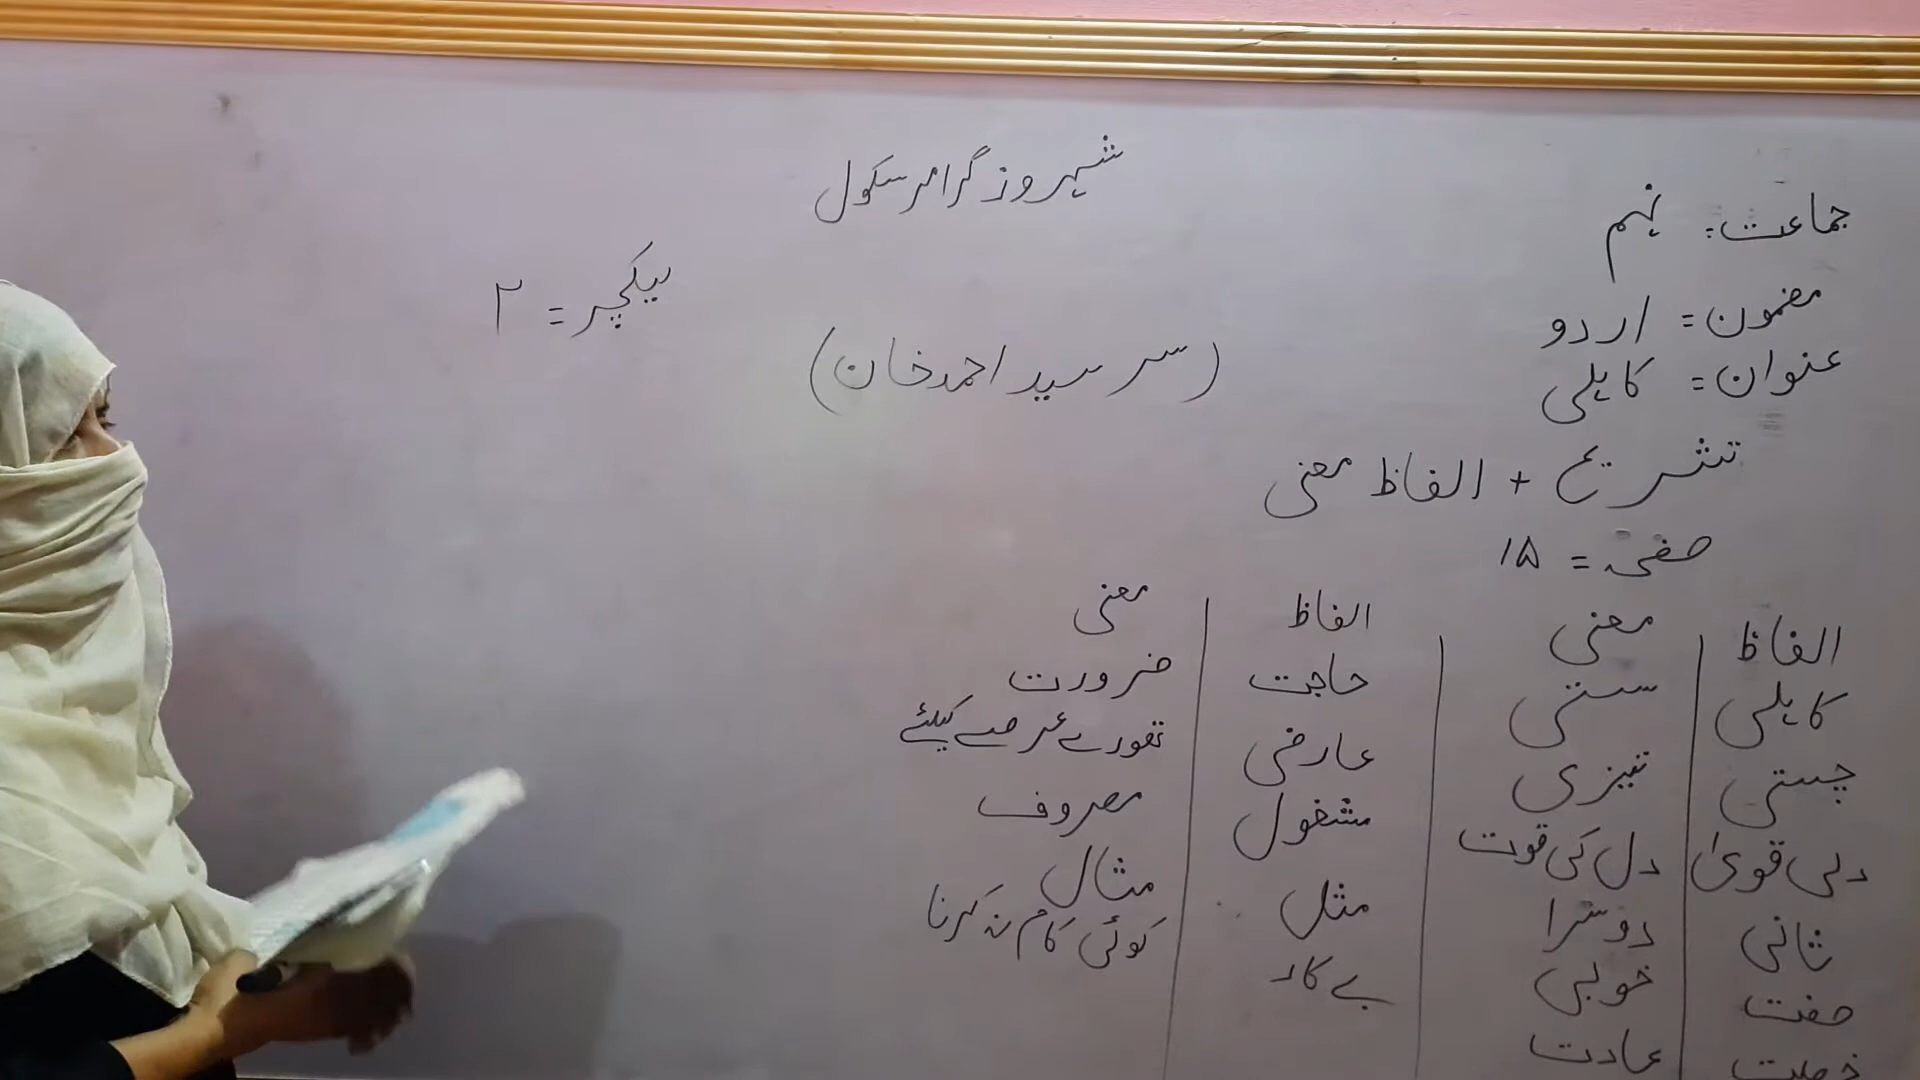 شہروز گرامر سکول
جماعت: نہم
لیکچر = ۲
مضمون = اردو
عنوان = کاہلی
(سر سید احمد خان)
تشریح + الفاظ معنی
صفحہ = ۱۵
الفاظ معنی الفاظ معنی
کاہلی سستی حاجت ضرورت
چستی تیزی عارضی تھوڑے عرصے کیلئے
دلی قویٰ دل کی قوت مشغول مصروف
ثانی دوسرا مثل مثال
صفت خوبی بے کار کوئی کام نہ کرنا
خصلت عادت